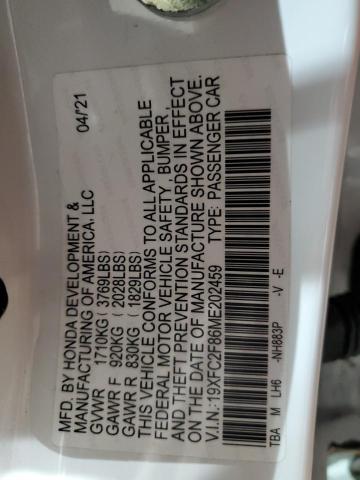 MFD. BY HONDA DEVELOPMENT &
MANUFACTURING OF AMERICA, LLC 04/'21
GVWR 1710KG ( 3769LBS)
GAWR F 920KG ( 2028LBS)
GAWR R 830KG ( 1829LBS)
THIS VEHICLE CONFORMS TO ALL APPLICABLE
FEDERAL MOTOR VEHICLE SAFETY, BUMPER,
AND THEFT PREVENTION STANDARDS IN EFFECT
ON THE DATE OF MANUFACTURE SHOWN ABOVE.
V.I.N.: 19XFC2F86ME202459 TYPE: PASSENGER CAR
TBA M LH6 -NH883P -V -E